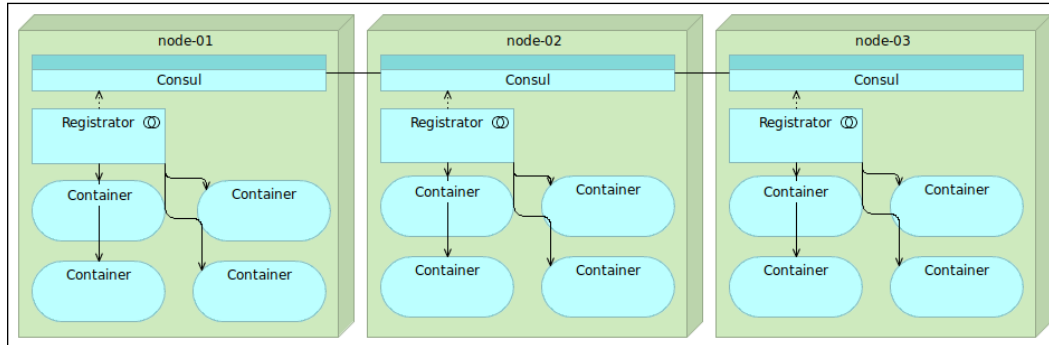 node-01
Consul
Registrator
Container
Container
Container
Container
node-02
Consul
Registrator
Container
Container
Container
Container
node-03
Consul
Registrator
Container
Container
Container
Container